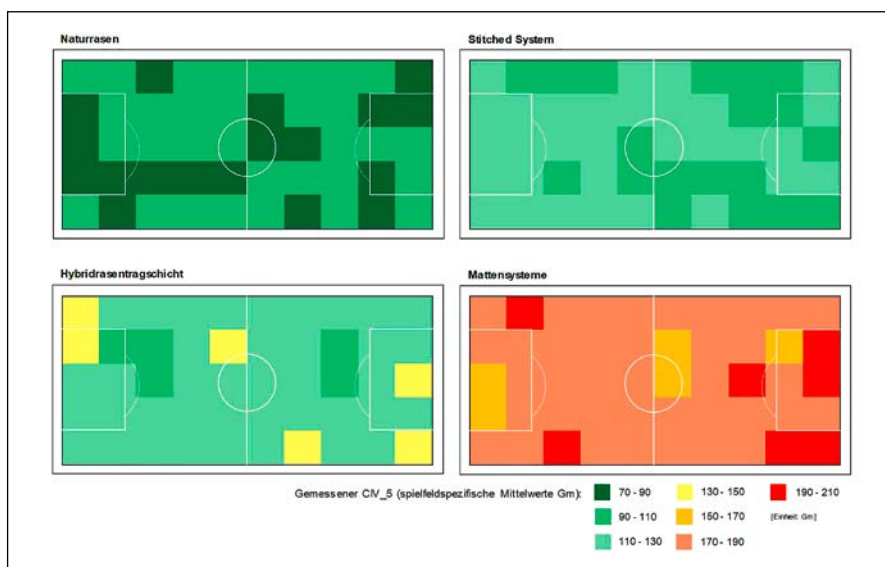 Naturrasen
Stitched System
Hybridrasentragschicht
Mattensysteme
Gemessener CIV_5 (spielfeldspezifische Mittelwerte Gm):
70 - 90
130 - 150
190 - 210
90 - 110
150 - 170
[Einheit: Gm]
110 - 130
170 - 190